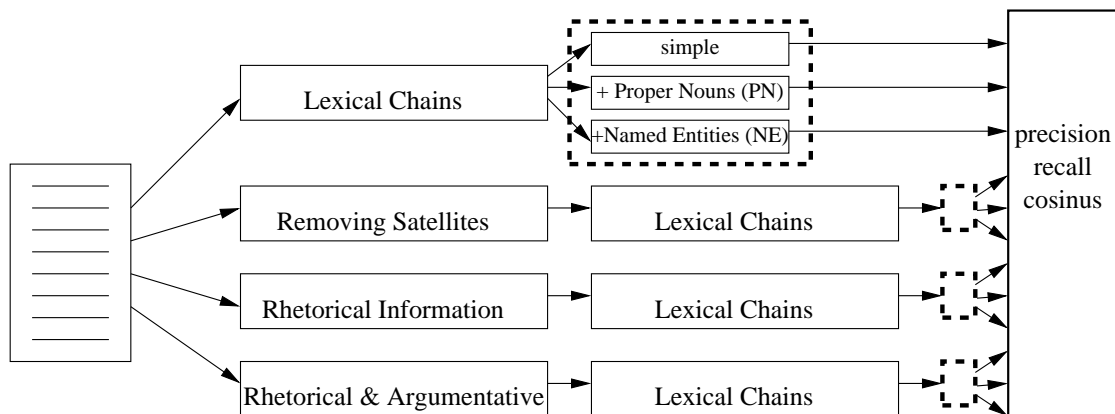 simple
Lexical Chains
+ Proper Nouns (PN)
+Named Entities (NE)
precision
recall
cosinus
Removing Satellites
Lexical Chains
Rhetorical Information
Lexical Chains
Rhetorical & Argumentative
Lexical Chains